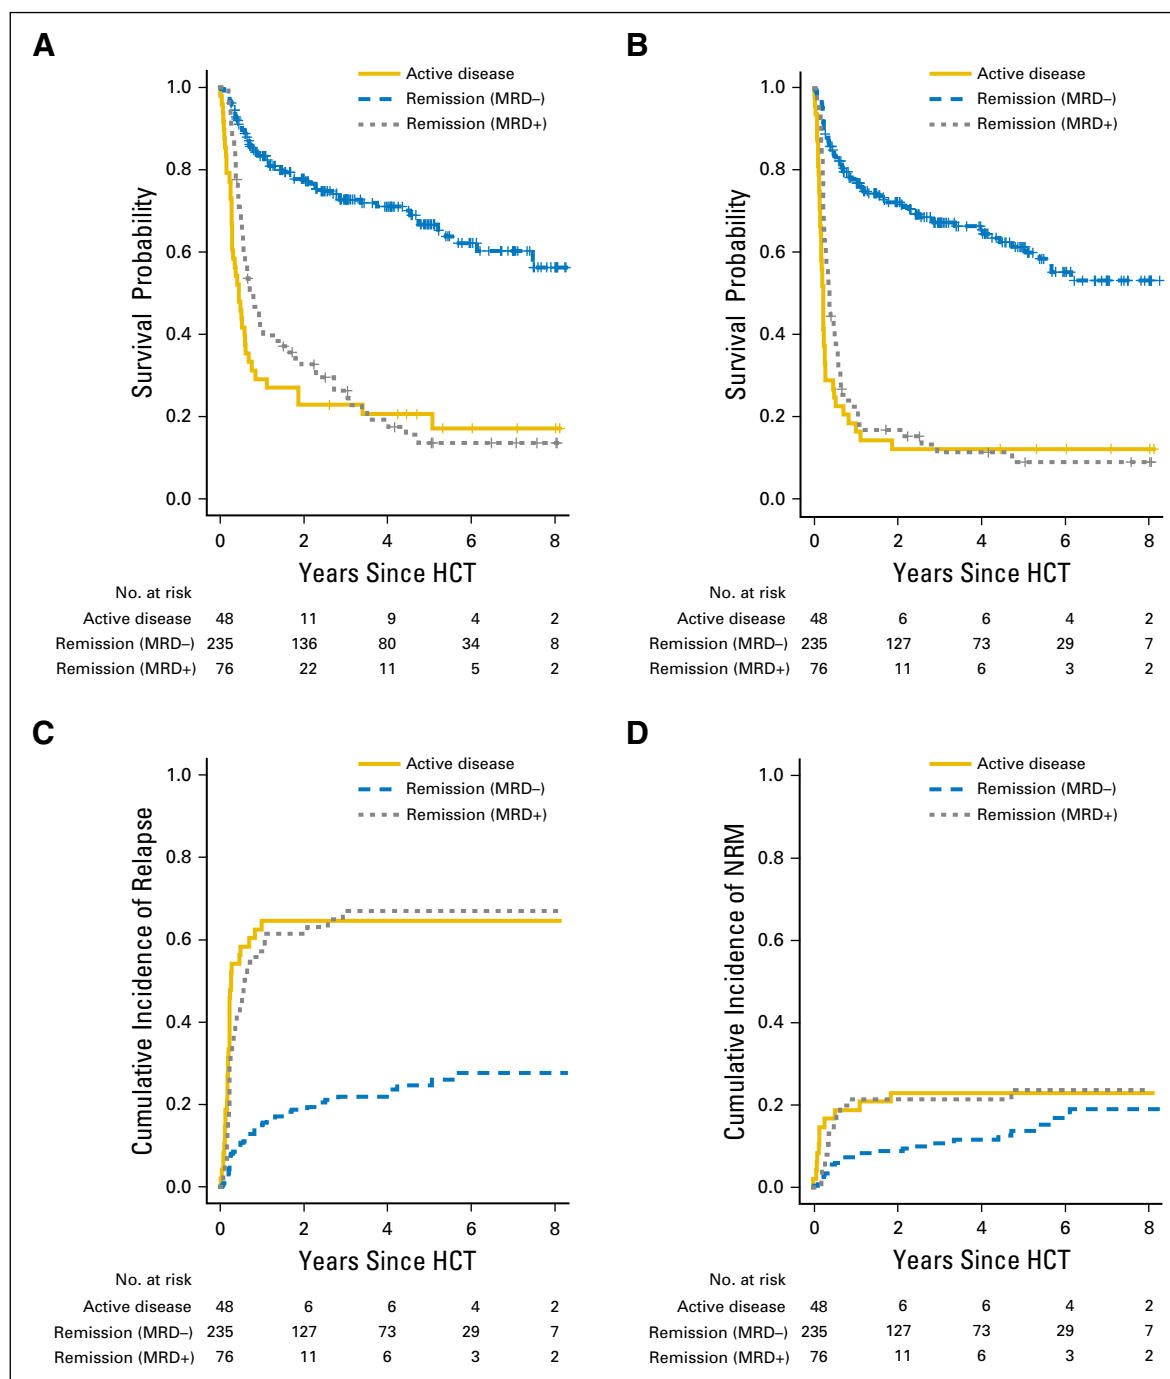 A
Active disease
Remission (MRD–)
Remission (MRD+)
1.0
0.8
0.6
0.4
0.2
0.0
Survival Probability
0 2 4 6 8
Years Since HCT
No. at risk
Active disease 48 11 9 4 2
Remission (MRD–) 235 136 80 34 8
Remission (MRD+) 76 22 11 5 2
B
Active disease
Remission (MRD–)
Remission (MRD+)
1.0
0.8
0.6
0.4
0.2
0.0
Survival Probability
0 2 4 6 8
Years Since HCT
No. at risk
Active disease 48 6 6 4 2
Remission (MRD–) 235 127 73 29 7
Remission (MRD+) 76 11 6 3 2
C
Active disease
Remission (MRD–)
Remission (MRD+)
1.0
0.8
0.6
0.4
0.2
0.0
Cumulative Incidence of Relapse
0 2 4 6 8
Years Since HCT
No. at risk
Active disease 48 6 6 4 2
Remission (MRD–) 235 127 73 29 7
Remission (MRD+) 76 11 6 3 2
D
Active disease
Remission (MRD–)
Remission (MRD+)
1.0
0.8
0.6
0.4
0.2
0.0
Cumulative Incidence of NRM
0 2 4 6 8
Years Since HCT
No. at risk
Active disease 48 6 6 4 2
Remission (MRD–) 235 127 73 29 7
Remission (MRD+) 76 11 6 3 2